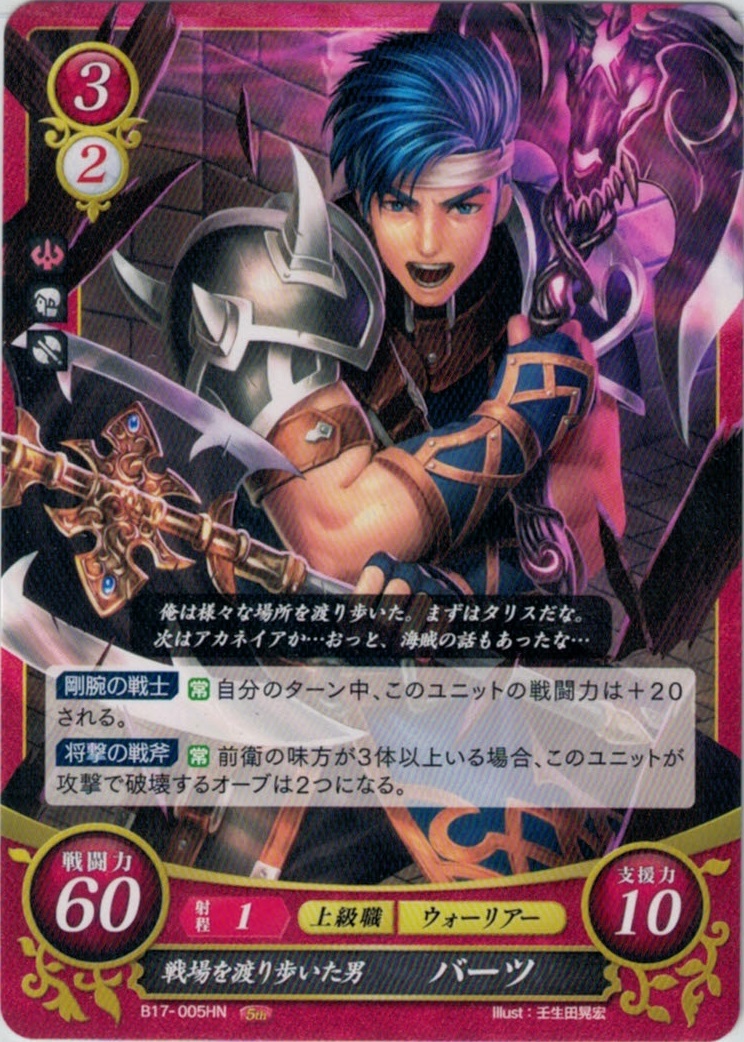 3
2
俺は様々な場所を渡り歩いた。まずはタリスだな。
次はアカネイアか…おっと、海賊の話もあったな…
剛腕の戦士 常 自分のターン中、このユニットの戦闘力は＋20
される。
将撃の戦斧 常 前衛の味方が3体以上いる場合、このユニットが
攻撃で破壊するオーブは2つになる。
戦闘力
60
射程 1
上級職 ウォーリアー
支援力
10
戦場を渡り歩いた男 バーツ
B17-005HN 5th Illust：壬生田晃宏